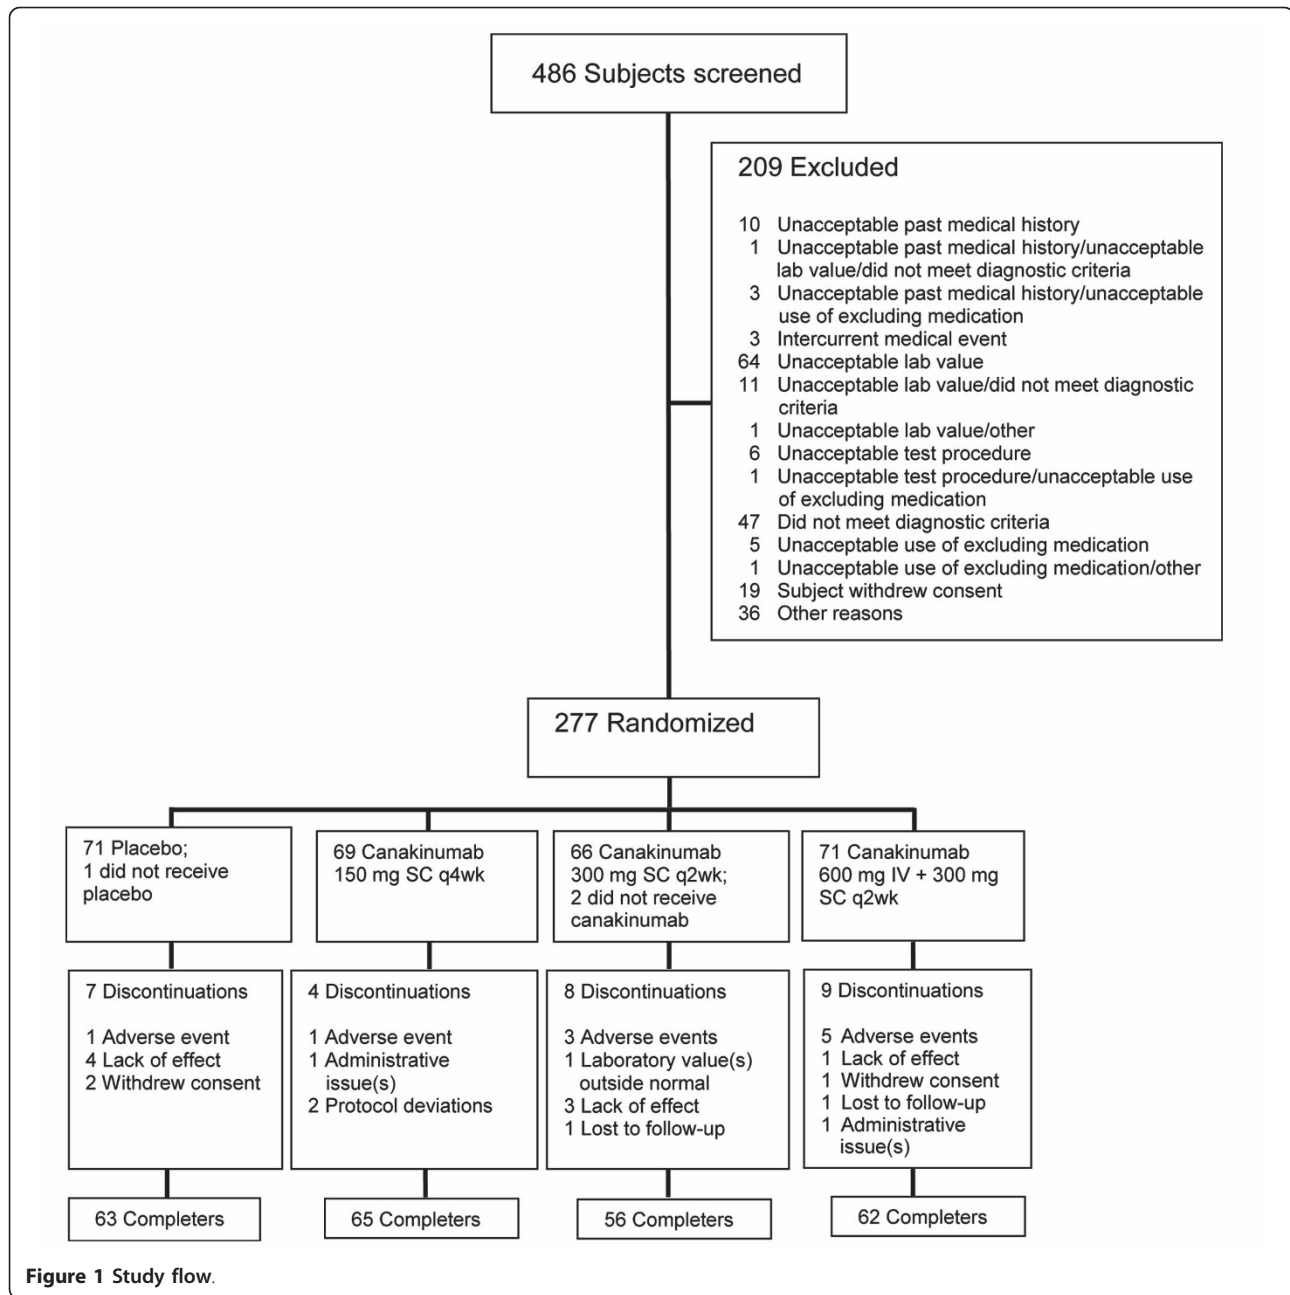 486 Subjects screened
209 Excluded
10 Unacceptable past medical history
1 Unacceptable past medical history/unacceptable
lab value/did not meet diagnostic criteria
3 Unacceptable past medical history/unacceptable
use of excluding medication
3 Intercurrent medical event
64 Unacceptable lab value
11 Unacceptable lab value/did not meet diagnostic
criteria
1 Unacceptable lab value/other
6 Unacceptable test procedure
1 Unacceptable test procedure/unacceptable use
of excluding medication
47 Did not meet diagnostic criteria
5 Unacceptable use of excluding medication
1 Unacceptable use of excluding medication/other
19 Subject withdrew consent
36 Other reasons
277 Randomized
71 Placebo;
1 did not receive
placebo
69 Canakinumab
150 mg SC q4wk
66 Canakinumab
300 mg SC q2wk;
2 did not receive
canakinumab
71 Canakinumab
600 mg IV + 300 mg
SC q2wk
7 Discontinuations
1 Adverse event
4 Lack of effect
2 Withdrew consent
4 Discontinuations
1 Adverse event
1 Administrative
issue(s)
2 Protocol deviations
8 Discontinuations
3 Adverse events
1 Laboratory value(s)
outside normal
3 Lack of effect
1 Lost to follow-up
9 Discontinuations
5 Adverse events
1 Lack of effect
1 Withdrew consent
1 Lost to follow-up
1 Administrative
issue(s)
63 Completers
65 Completers
56 Completers
62 Completers
Figure 1 Study flow.